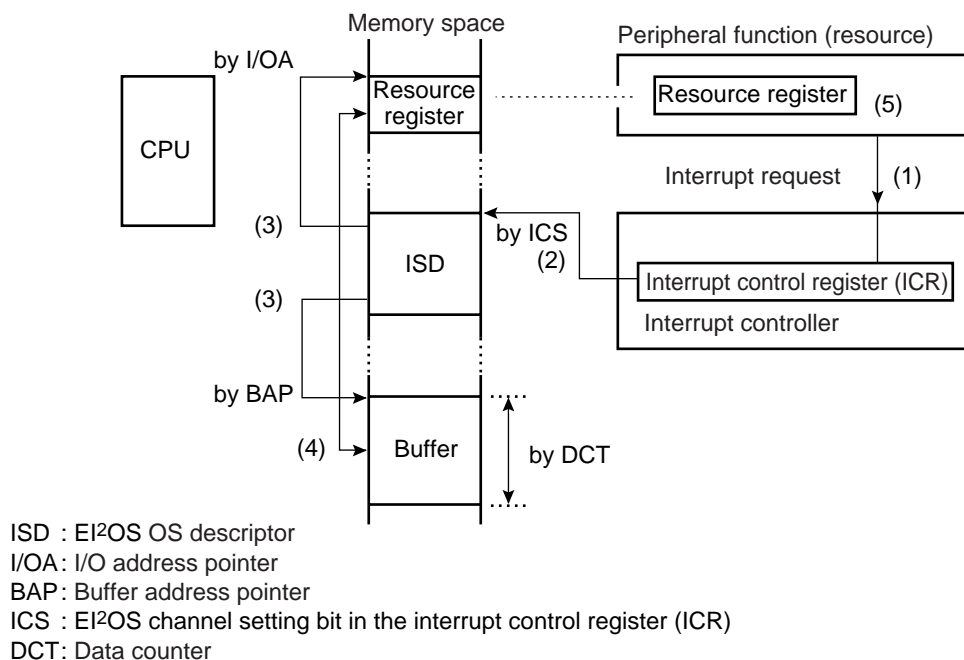 Memory space
Peripheral function (resource)
by I/OA
Resource
register
Resource register
(5)
CPU
Interrupt request
(1)
(3)
by ICS
(2)
ISD
Interrupt control register (ICR)
(3)
Interrupt controller
by BAP
(4)
Buffer
by DCT
ISD : EI²OS OS descriptor
I/OA : I/O address pointer
BAP : Buffer address pointer
ICS : EI²OS channel setting bit in the interrupt control register (ICR)
DCT : Data counter